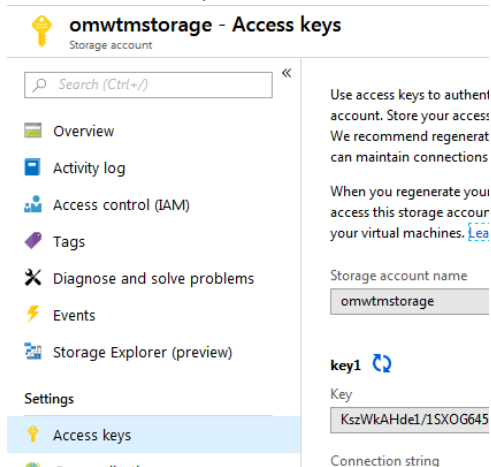 omwtmstorage - Access keys
Storage account
Search (Ctrl+/)
«
Overview
Activity log
Access control (IAM)
Tags
Diagnose and solve problems
Events
Storage Explorer (preview)
Settings
Access keys
Use access keys to authent
account. Store your access
We recommend regenerat
can maintain connections
When you regenerate your
access this storage accoun
your virtual machines. Lea
Storage account name
omwtmstorage
key1
Key
KszWkAHde1/1SXOG645
Connection string